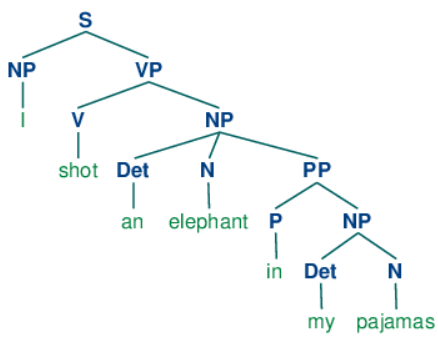 S
NP VP
I V NP
shot Det N PP
an elephant P NP
in Det N
my pajamas